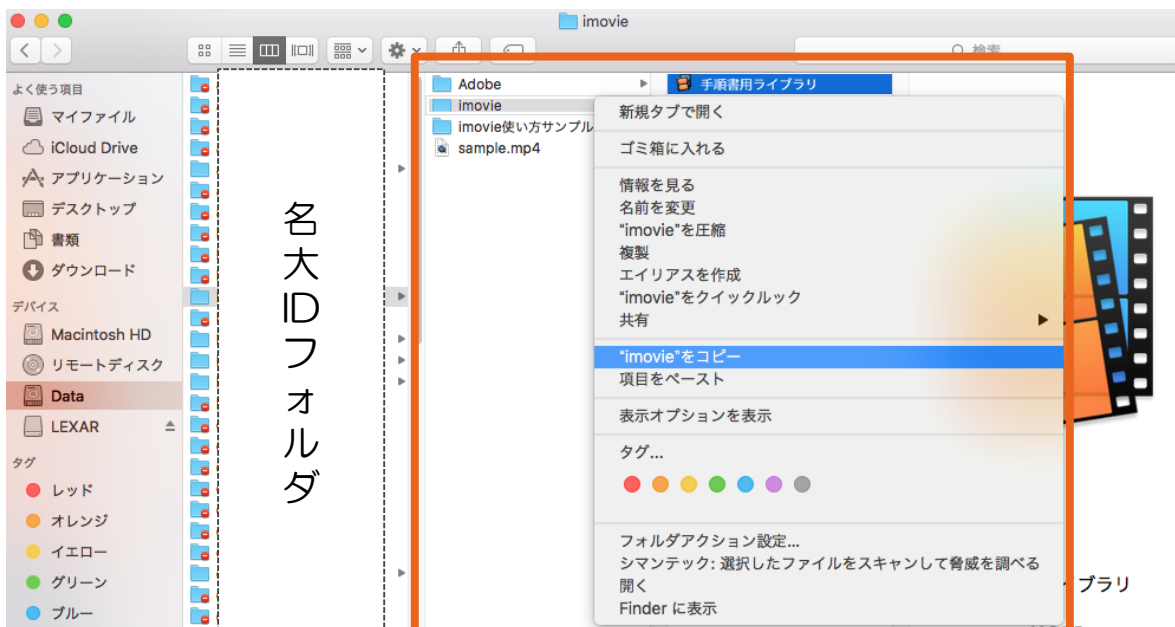 imovie
検索
よく使う項目
マイファイル
iCloud Drive
アプリケーション
デスクトップ
書類
ダウンロード
デバイス
Macintosh HD
リモートディスク
Data
LEXAR
タグ
レッド
オレンジ
イエロー
グリーン
ブルー
名大IDフォルダ
Adobe
imovie
imovie使い方サンプル
sample.mp4
手順書用ライブラリ
新規タブで開く
ゴミ箱に入れる
情報を見る
名前を変更
“imovie”を圧縮
複製
エイリアスを作成
“imovie”をクイックルック
共有
“imovie”をコピー
項目をペースト
表示オプションを表示
タグ...
フォルダアクション設定...
シマンテック: 選択したファイルをスキャンして脅威を調べる
開く
Finder に表示
イブラリ